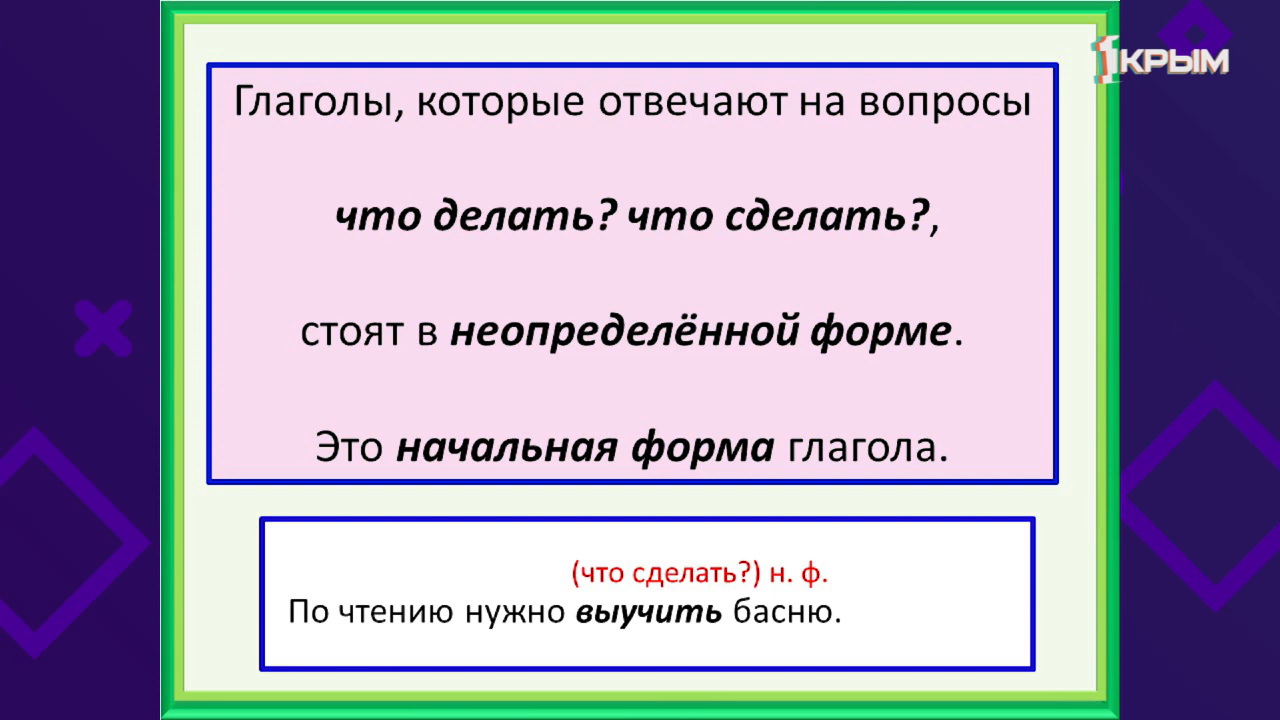 1КРЫМ
Глаголы, которые отвечают на вопросы
что делать? что сделать?,
стоят в неопределённой форме.
Это начальная форма глагола.
(что сделать?) н. ф.
По чтению нужно выучить басню.